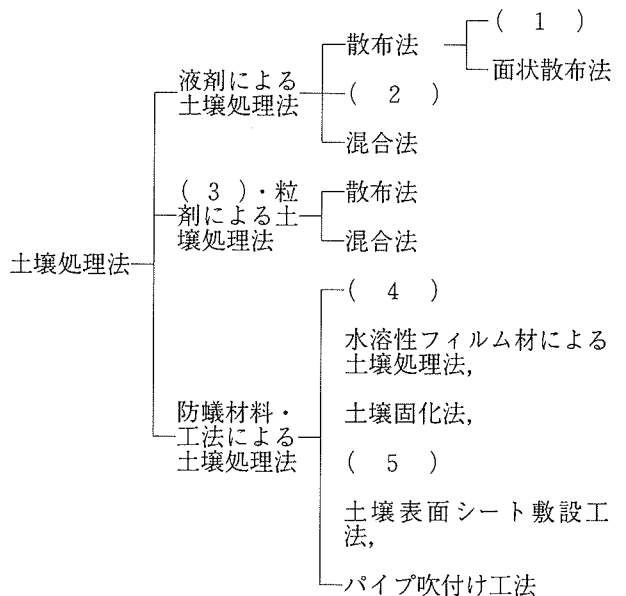 ( 1 )
散布法
面状散布法
液剤による
土壌処理法
( 2 )
混合法
( 3 )・粒
剤による土
壌処理法
散布法
混合法
土壌処理法
( 4 )
水溶性フィルム材による
土壌処理法，
土壌固化法，
防蟻材料・
工法による
土壌処理法
( 5 )
土壌表面シート敷設工
法，
パイプ吹付け工法